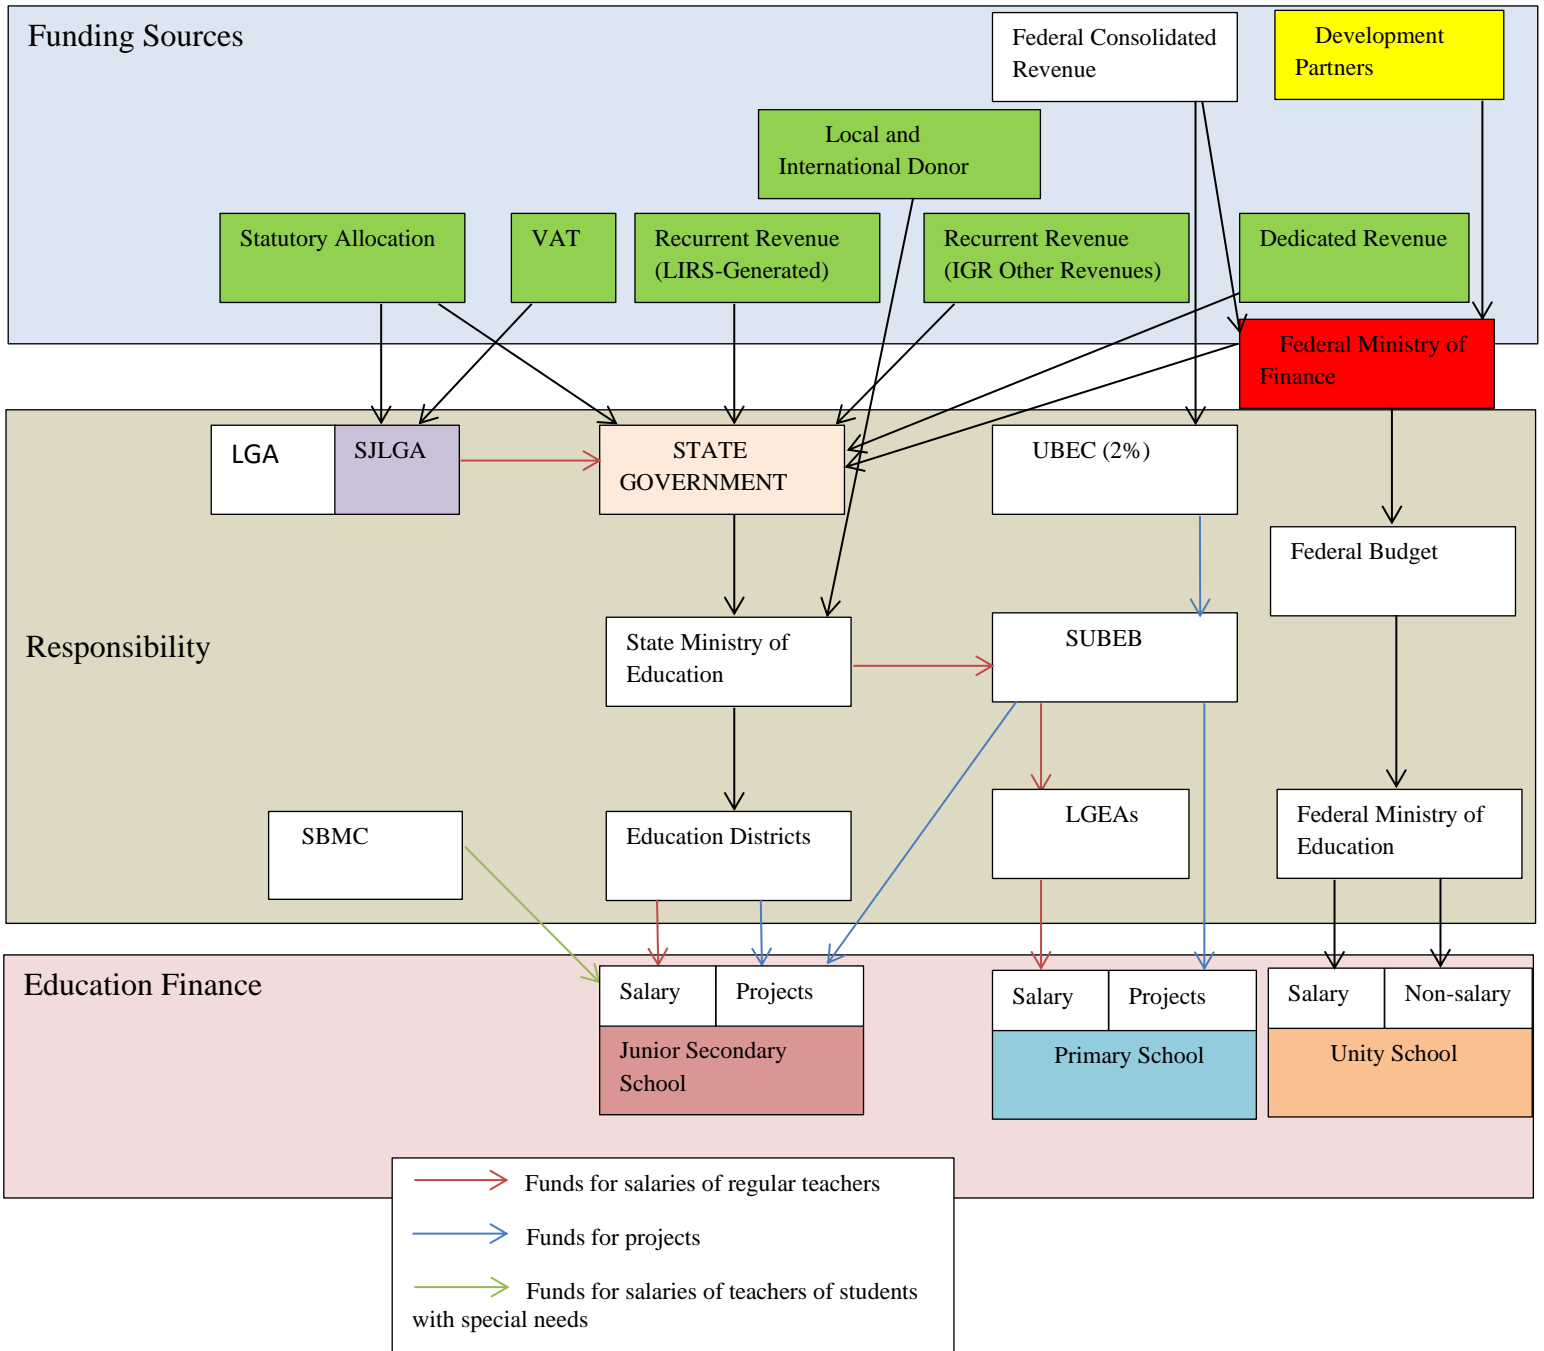 Funding Sources
Federal Consolidated
Revenue
Development
Partners
Local and
International Donor
Statutory Allocation
VAT
Recurrent Revenue
(LIRS-Generated)
Recurrent Revenue
(IGR Other Revenues)
Dedicated Revenue
Federal Ministry of
Finance
LGA
SJLGA
STATE
GOVERNMENT
UBEC (2%)
Federal Budget
Responsibility
State Ministry of
Education
SUBEB
SBMC
Education Districts
LGEAs
Federal Ministry of
Education
Education Finance
Salary
Projects
Junior Secondary
School
Salary
Projects
Primary School
Salary
Non-salary
Unity School
Funds for salaries of regular teachers
Funds for projects
Funds for salaries of teachers of students
with special needs